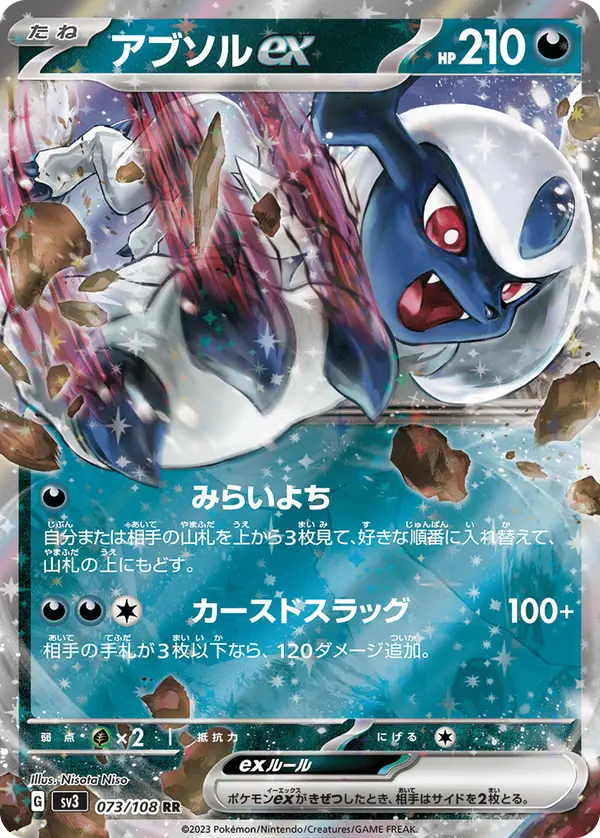 たね
アブソルex
HP 210
みらいよち
自分または相手の山札を上から3枚見て、好きな順番に入れ替えて、
山札の上にもどす。
カースドスラッグ 100+
相手の手札が3枚以下なら、120ダメージ追加。
弱点 ×2 抵抗力 にげる
exルール
ポケモンexがきぜつしたとき、相手はサイドを2枚とる。
Illus. Nisota Niso
G SV3 073/108 RR
©2023 Pokémon/Nintendo/Creatures/GAME FREAK.